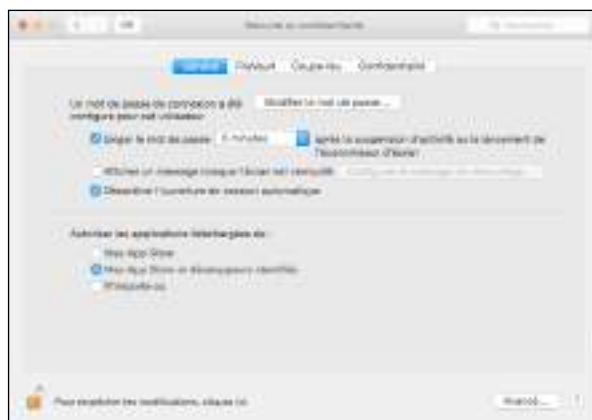 Sécurité et confidentialité
Général FileVault Coupe-feu Confidentialité
Un mot de passe de connexion a été
configuré pour cet utilisateur
Modifier le mot de passe...
Exiger le mot de passe 5 minutes après la suspension d'activité ou le lancement de
l'économiseur d'écran
Afficher un message lorsque l'écran est verrouillé
Désactiver l'ouverture de session automatique
Autoriser les applications téléchargées de :
Mac App Store
Mac App Store et développeurs identifiés
N'importe où
Pour empêcher les modifications, cliquez ici.
Avancé...
?